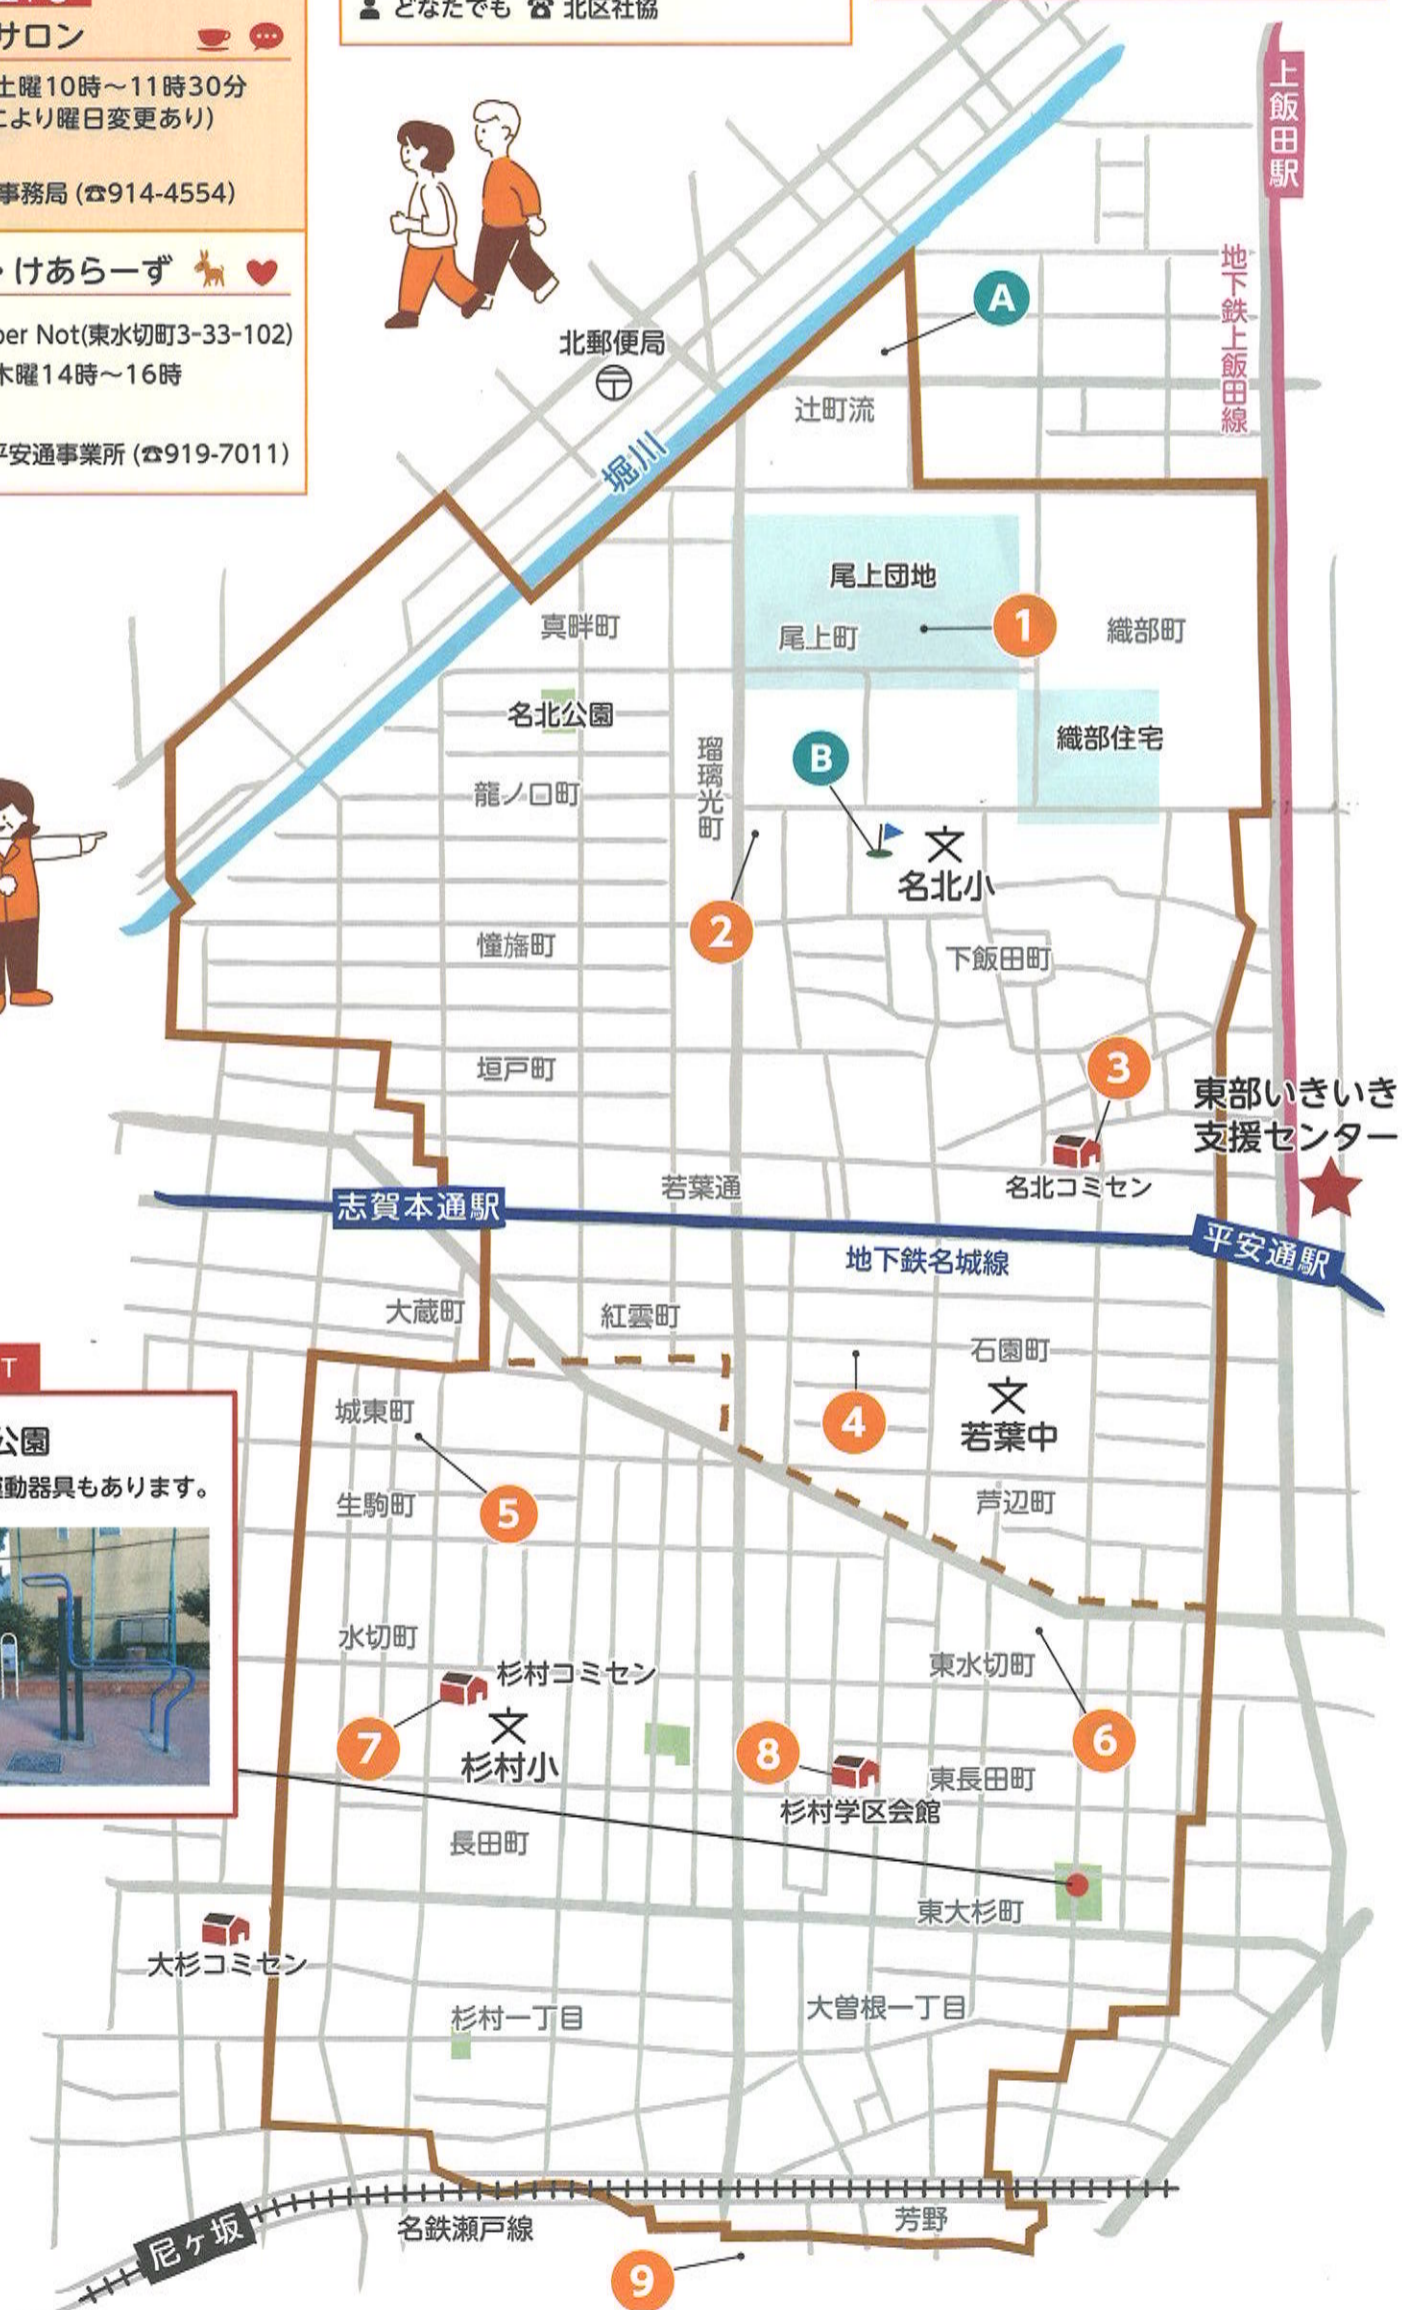 サロン
土曜10時～11時30分
により曜日変更あり)
事務局 (☎914-4554)
けあらーず
per Not(東水切町3-33-102)
木曜14時～16時
平安通事業所 (☎919-7011)
どなたでも ☎ 北区社協
上飯田駅
地下鉄上飯田線
A
北郵便局
辻町流
堀川
尾上団地
真畔町
尾上町
1
織部町
名北公園
織部住宅
瑠璃光町
B
龍ノ口町
名北小
2
憧旛町
下飯田町
垣戸町
3
東部いきいき
支援センター
名北コミセン
若葉通
志賀本通駅
平安通駅
地下鉄名城線
大蔵町
紅雲町
石園町
T
城東町
4
若葉中
公園
運動器具もあります。
生駒町
5
芦辺町
水切町
東水切町
杉村コミセン
7
杉村小
8
6
東長田町
杉村学区会館
長田町
東大杉町
大杉コミセン
杉村一丁目
大曽根一丁目
尼ケ坂
名鉄瀬戸線
芳野
9